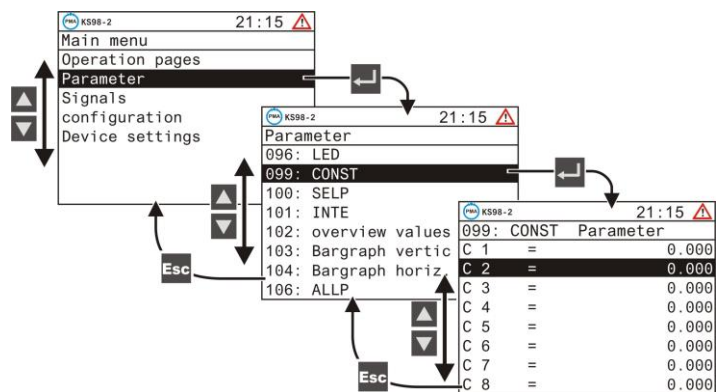 PMA KS98-2 21:15
Main menu
Operation pages
Parameter
Signals
configuration
Device settings
PMA KS98-2 21:15
Parameter
096: LED
099: CONST
100: SELP
101: INTE
102: overview values
103: Bargraph vertic
104: Bargraph horiz.
106: ALLP
Esc
PMA KS98-2 21:15
099: CONST Parameter
C 1 = 0.000
C 2 = 0.000
C 3 = 0.000
C 4 = 0.000
C 5 = 0.000
C 6 = 0.000
C 7 = 0.000
C 8 = 0.000
Esc